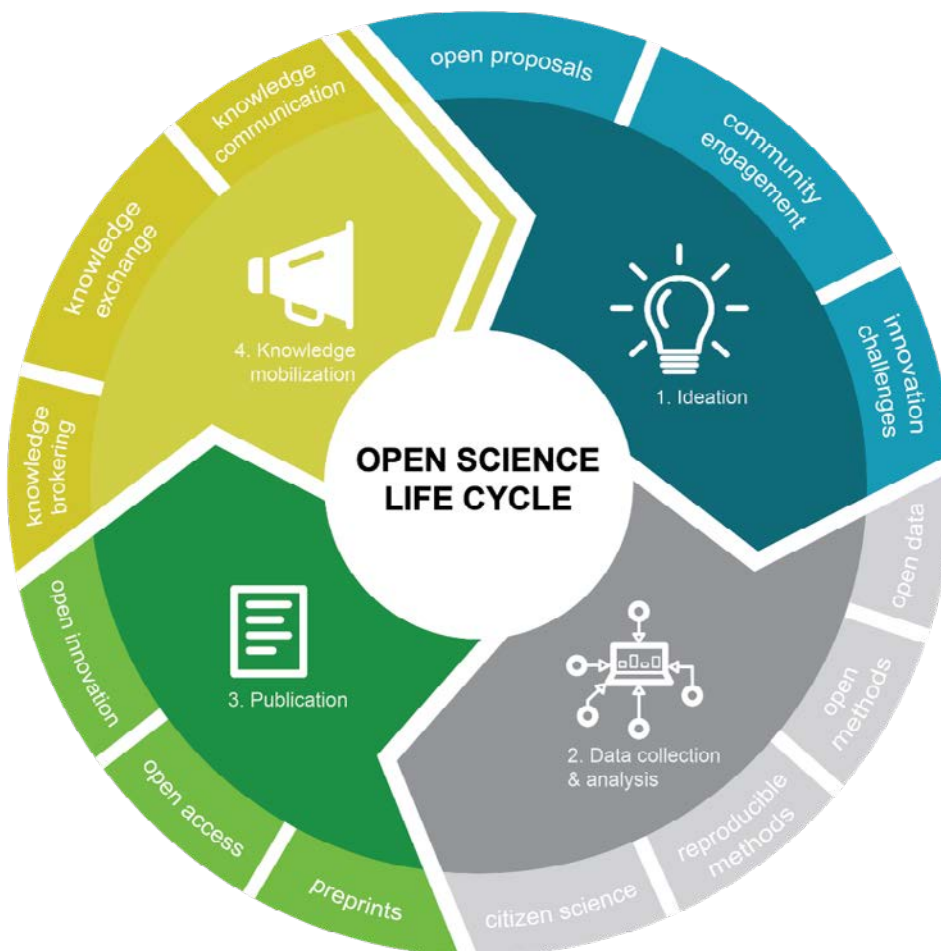 OPEN SCIENCE
LIFE CYCLE
1. Ideation
open proposals
community
engagement
innovation
challenges
2. Data collection
& analysis
open data
open methods
reproducible
methods
citizen science
3. Publication
preprints
open access
open innovation
4. Knowledge
mobilization
knowledge
brokering
knowledge
exchange
knowledge
communication